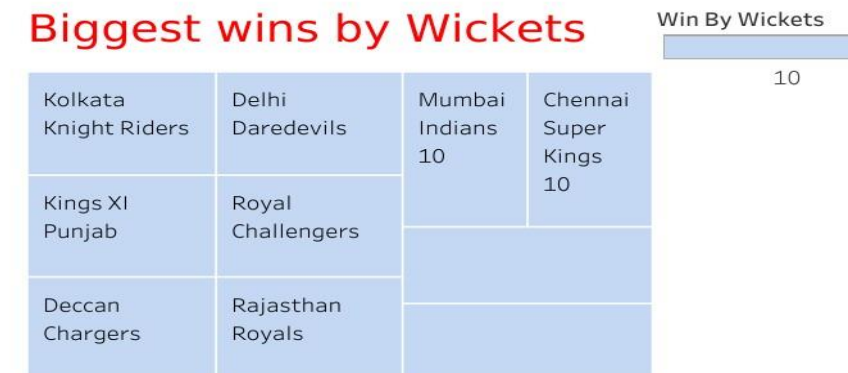 Biggest wins by Wickets
Win By Wickets
10
Kolkata
Knight Riders
Delhi
Daredevils
Mumbai
Indians
10
Chennai
Super
Kings
10
Kings XI
Punjab
Royal
Challengers
Deccan
Chargers
Rajasthan
Royals